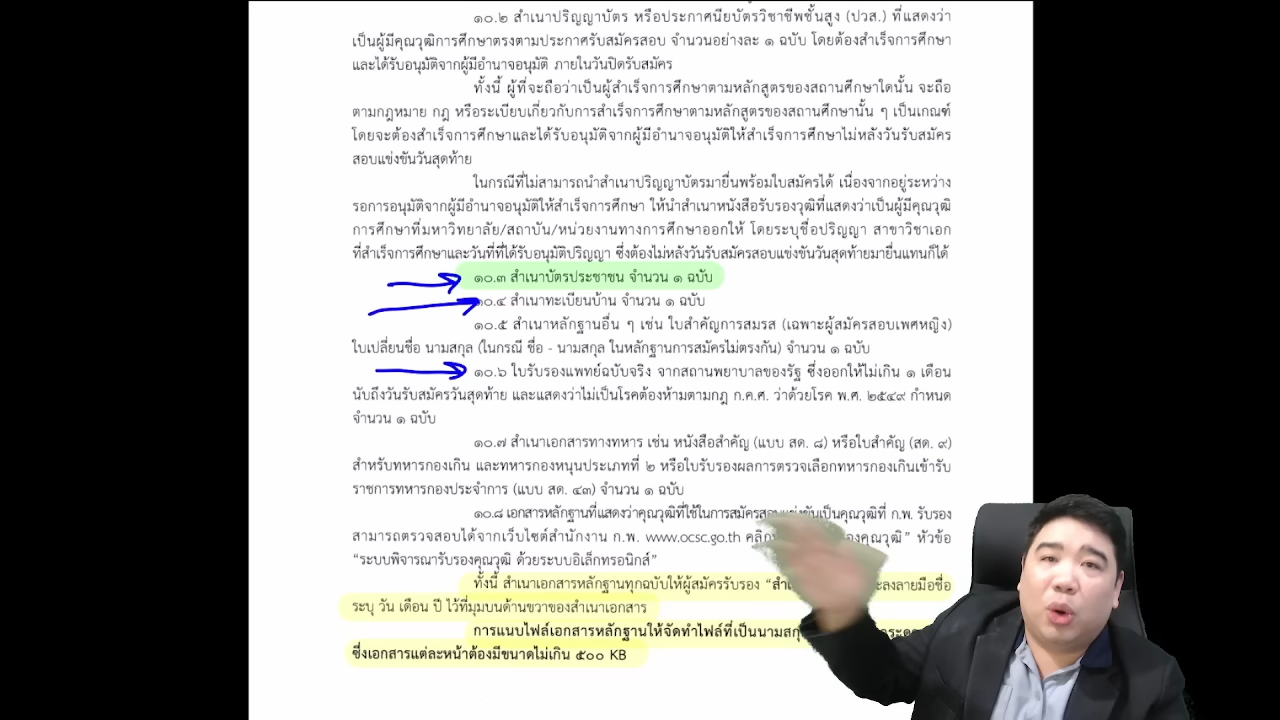 ๑๐.๒ สำเนาปริญญาบัตร หรือประกาศนียบัตรวิชาชีพชั้นสูง (ปวส.) ที่แสดงว่า
เป็นผู้มีคุณวุฒิการศึกษาตรงตามประกาศรับสมัครสอบ จำนวนอย่างละ ๑ ฉบับ โดยต้องสำเร็จการศึกษา
และได้รับอนุมัติจากผู้มีอำนาจอนุมัติ ภายในวันปิดรับสมัคร
ทั้งนี้ ผู้ที่จะถือว่าเป็นผู้สำเร็จการศึกษาตามหลักสูตรของสถานศึกษาใดนั้น จะถือ
ตามกฎหมาย กฎ หรือระเบียบเกี่ยวกับการสำเร็จการศึกษาตามหลักสูตรของสถานศึกษานั้น ๆ เป็นเกณฑ์
โดยจะต้องสำเร็จการศึกษาและได้รับอนุมัติจากผู้มีอำนาจอนุมัติให้สำเร็จการศึกษาไม่หลังวันรับสมัคร
สอบแข่งขันวันสุดท้าย
ในกรณีที่ไม่สามารถนำสำเนาปริญญาบัตรมายื่นพร้อมใบสมัครได้ เนื่องจากอยู่ระหว่าง
รอการอนุมัติจากผู้มีอำนาจอนุมัติให้สำเร็จการศึกษา ให้นำสำเนาหนังสือรับรองวุฒิที่แสดงว่าเป็นผู้มีคุณวุฒิ
การศึกษาที่มหาวิทยาลัย/สถาบัน/หน่วยงานทางการศึกษาออกให้ โดยระบุชื่อปริญญา สาขาวิชาเอก
ที่สำเร็จการศึกษาและวันที่ที่ได้รับอนุมัติปริญญา ซึ่งต้องไม่หลังวันรับสมัครสอบแข่งขันวันสุดท้ายมายื่นแทนก็ได้
๑๐.๓ สำเนาบัตรประชาชน จำนวน ๑ ฉบับ
๑๐.๔ สำเนาทะเบียนบ้าน จำนวน ๑ ฉบับ
๑๐.๕ สำเนาหลักฐานอื่น ๆ เช่น ใบสำคัญการสมรส (เฉพาะผู้สมัครสอบเพศหญิง)
ใบเปลี่ยนชื่อ นามสกุล (ในกรณี ชื่อ - นามสกุล ในหลักฐานการสมัครไม่ตรงกัน) จำนวน ๑ ฉบับ
๑๐.๖ ใบรับรองแพทย์ฉบับจริง จากสถานพยาบาลของรัฐ ซึ่งออกให้ไม่เกิน ๑ เดือน
นับถึงวันรับสมัครวันสุดท้าย และแสดงว่าไม่เป็นโรคต้องห้ามตามกฎ ก.ค.ศ. ว่าด้วยโรค พ.ศ. ๒๕๔๙ กำหนด
จำนวน ๑ ฉบับ
๑๐.๗ สำเนาเอกสารทางทหาร เช่น หนังสือสำคัญ (แบบ สด. ๘) หรือใบสำคัญ (สด. ๙)
สำหรับทหารกองเกิน และทหารกองหนุนประเภทที่ ๒ หรือใบรับรองผลการตรวจเลือกทหารกองเกินเข้ารับ
ราชการทหารกองประจำการ (แบบ สด. ๔๓) จำนวน ๑ ฉบับ
๑๐.๘ เอกสารหลักฐานที่แสดงว่าคุณวุฒิที่ใช้ในการสมัครสอบแข่งขันเป็นคุณวุฒิที่ ก.พ. รับรอง
สามารถตรวจสอบได้จากเว็บไซต์สำนักงาน ก.พ. www.ocsc.go.th คลิก คุณวุฒิ” หัวข้อ
“ระบบพิจารณารับรองคุณวุฒิ ด้วยระบบอิเล็กทรอนิกส์”
ทั้งนี้ สำเนาเอกสารหลักฐานทุกฉบับให้ผู้สมัครรับรอง ลงลายมือชื่อ
ระบุ วัน เดือน ปี ไว้ที่มุมบนด้านขวาของสำเนาเอกสาร
การแนบไฟล์เอกสารหลักฐานให้จัดทำไฟล์ที่เป็น
ซึ่งเอกสารแต่ละหน้าต้องมีขนาดไม่เกิน ๕๐๐ KB